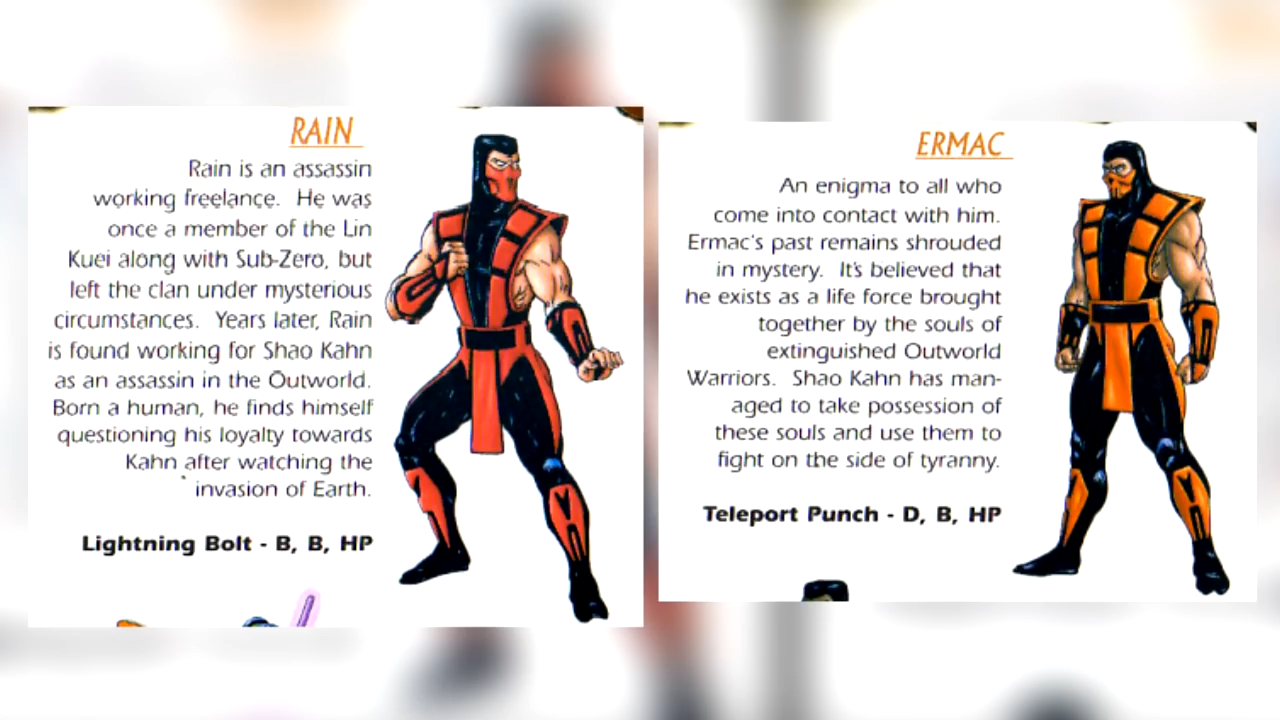 RAIN
Rain is an assassin
working freelance. He was
once a member of the Lin
Kuei along with Sub-Zero, but
left the clan under mysterious
circumstances. Years later, Rain
is found working for Shao Kahn
as an assassin in the Outworld.
Born a human, he finds himself
questioning his loyalty towards
Kahn after watching the
invasion of Earth.
Lightning Bolt - B, B, HP
ERMAC
An enigma to all who
come into contact with him.
Ermac's past remains shrouded
in mystery. It's believed that
he exists as a life force brought
together by the souls of
extinguished Outworld
Warriors. Shao Kahn has man-
aged to take possession of
these souls and use them to
fight on the side of tyranny.
Teleport Punch - D, B, HP